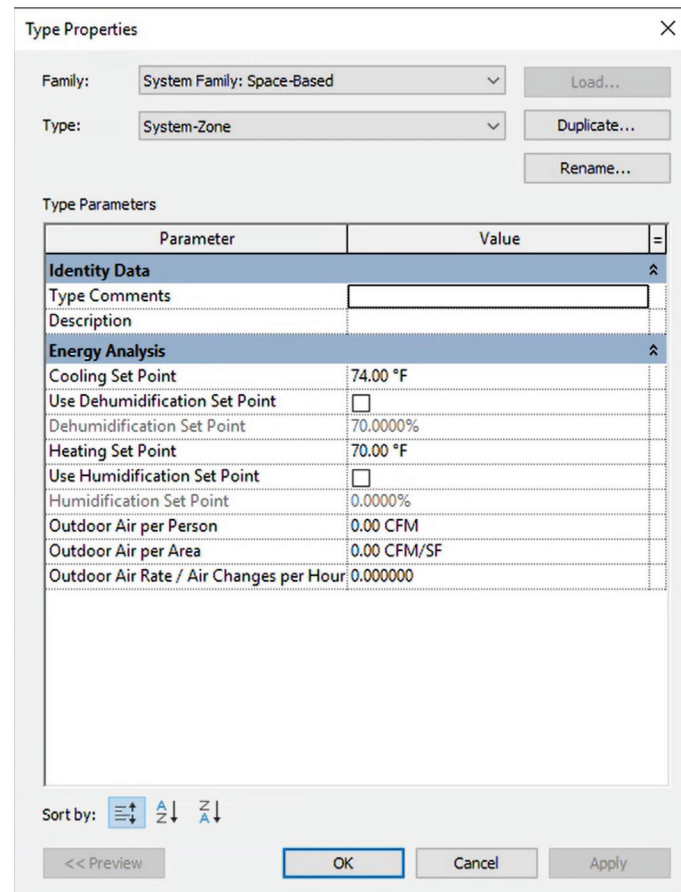 Type Properties
Family: System Family: Space-Based Load...
Type: System-Zone Duplicate...
Rename...
Type Parameters
Parameter Value =
Identity Data
Type Comments
Description
Energy Analysis
Cooling Set Point 74.00 °F
Use Dehumidification Set Point
Dehumidification Set Point 70.0000%
Heating Set Point 70.00 °F
Use Humidification Set Point
Humidification Set Point 0.0000%
Outdoor Air per Person 0.00 CFM
Outdoor Air per Area 0.00 CFM/SF
Outdoor Air Rate / Air Changes per Hour 0.000000
Sort by: A Z Z A
<< Preview OK Cancel Apply